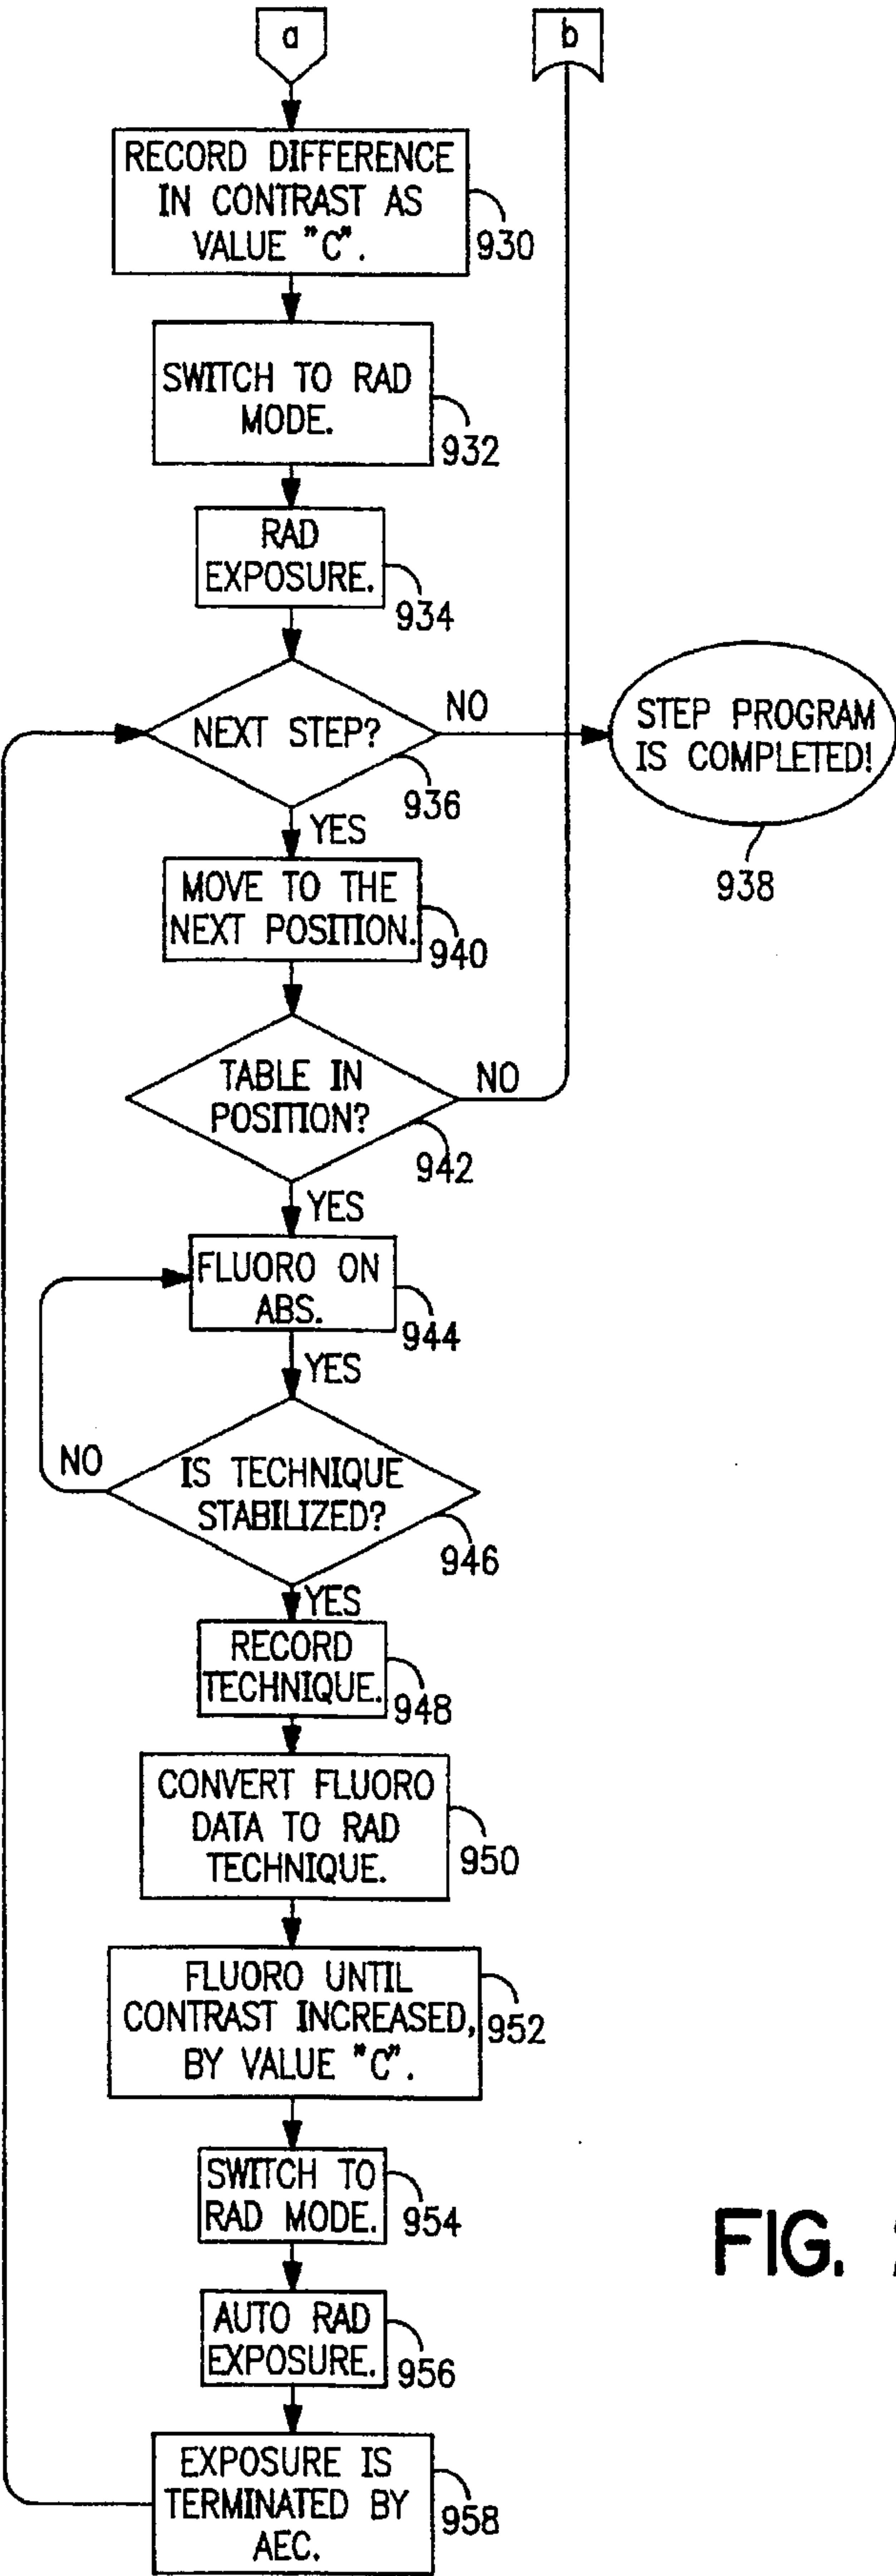 a
b
RECORD DIFFERENCE
IN CONTRAST AS
VALUE "C".
930
SWITCH TO RAD
MODE.
932
RAD
EXPOSURE.
934
NEXT STEP?
NO
936
STEP PROGRAM
IS COMPLETED!
938
YES
MOVE TO THE
NEXT POSITION.
940
TABLE IN
POSITION?
NO
942
YES
FLUORO ON
ABS.
944
YES
NO
IS TECHNIQUE
STABILIZED?
946
YES
RECORD
TECHNIQUE.
948
CONVERT FLUORO
DATA TO RAD
TECHNIQUE.
950
FLUORO UNTIL
CONTRAST INCREASED,
BY VALUE "C".
952
SWITCH TO
RAD MODE.
954
AUTO RAD
EXPOSURE.
956
EXPOSURE IS
TERMINATED BY
AEC.
958
FIG.